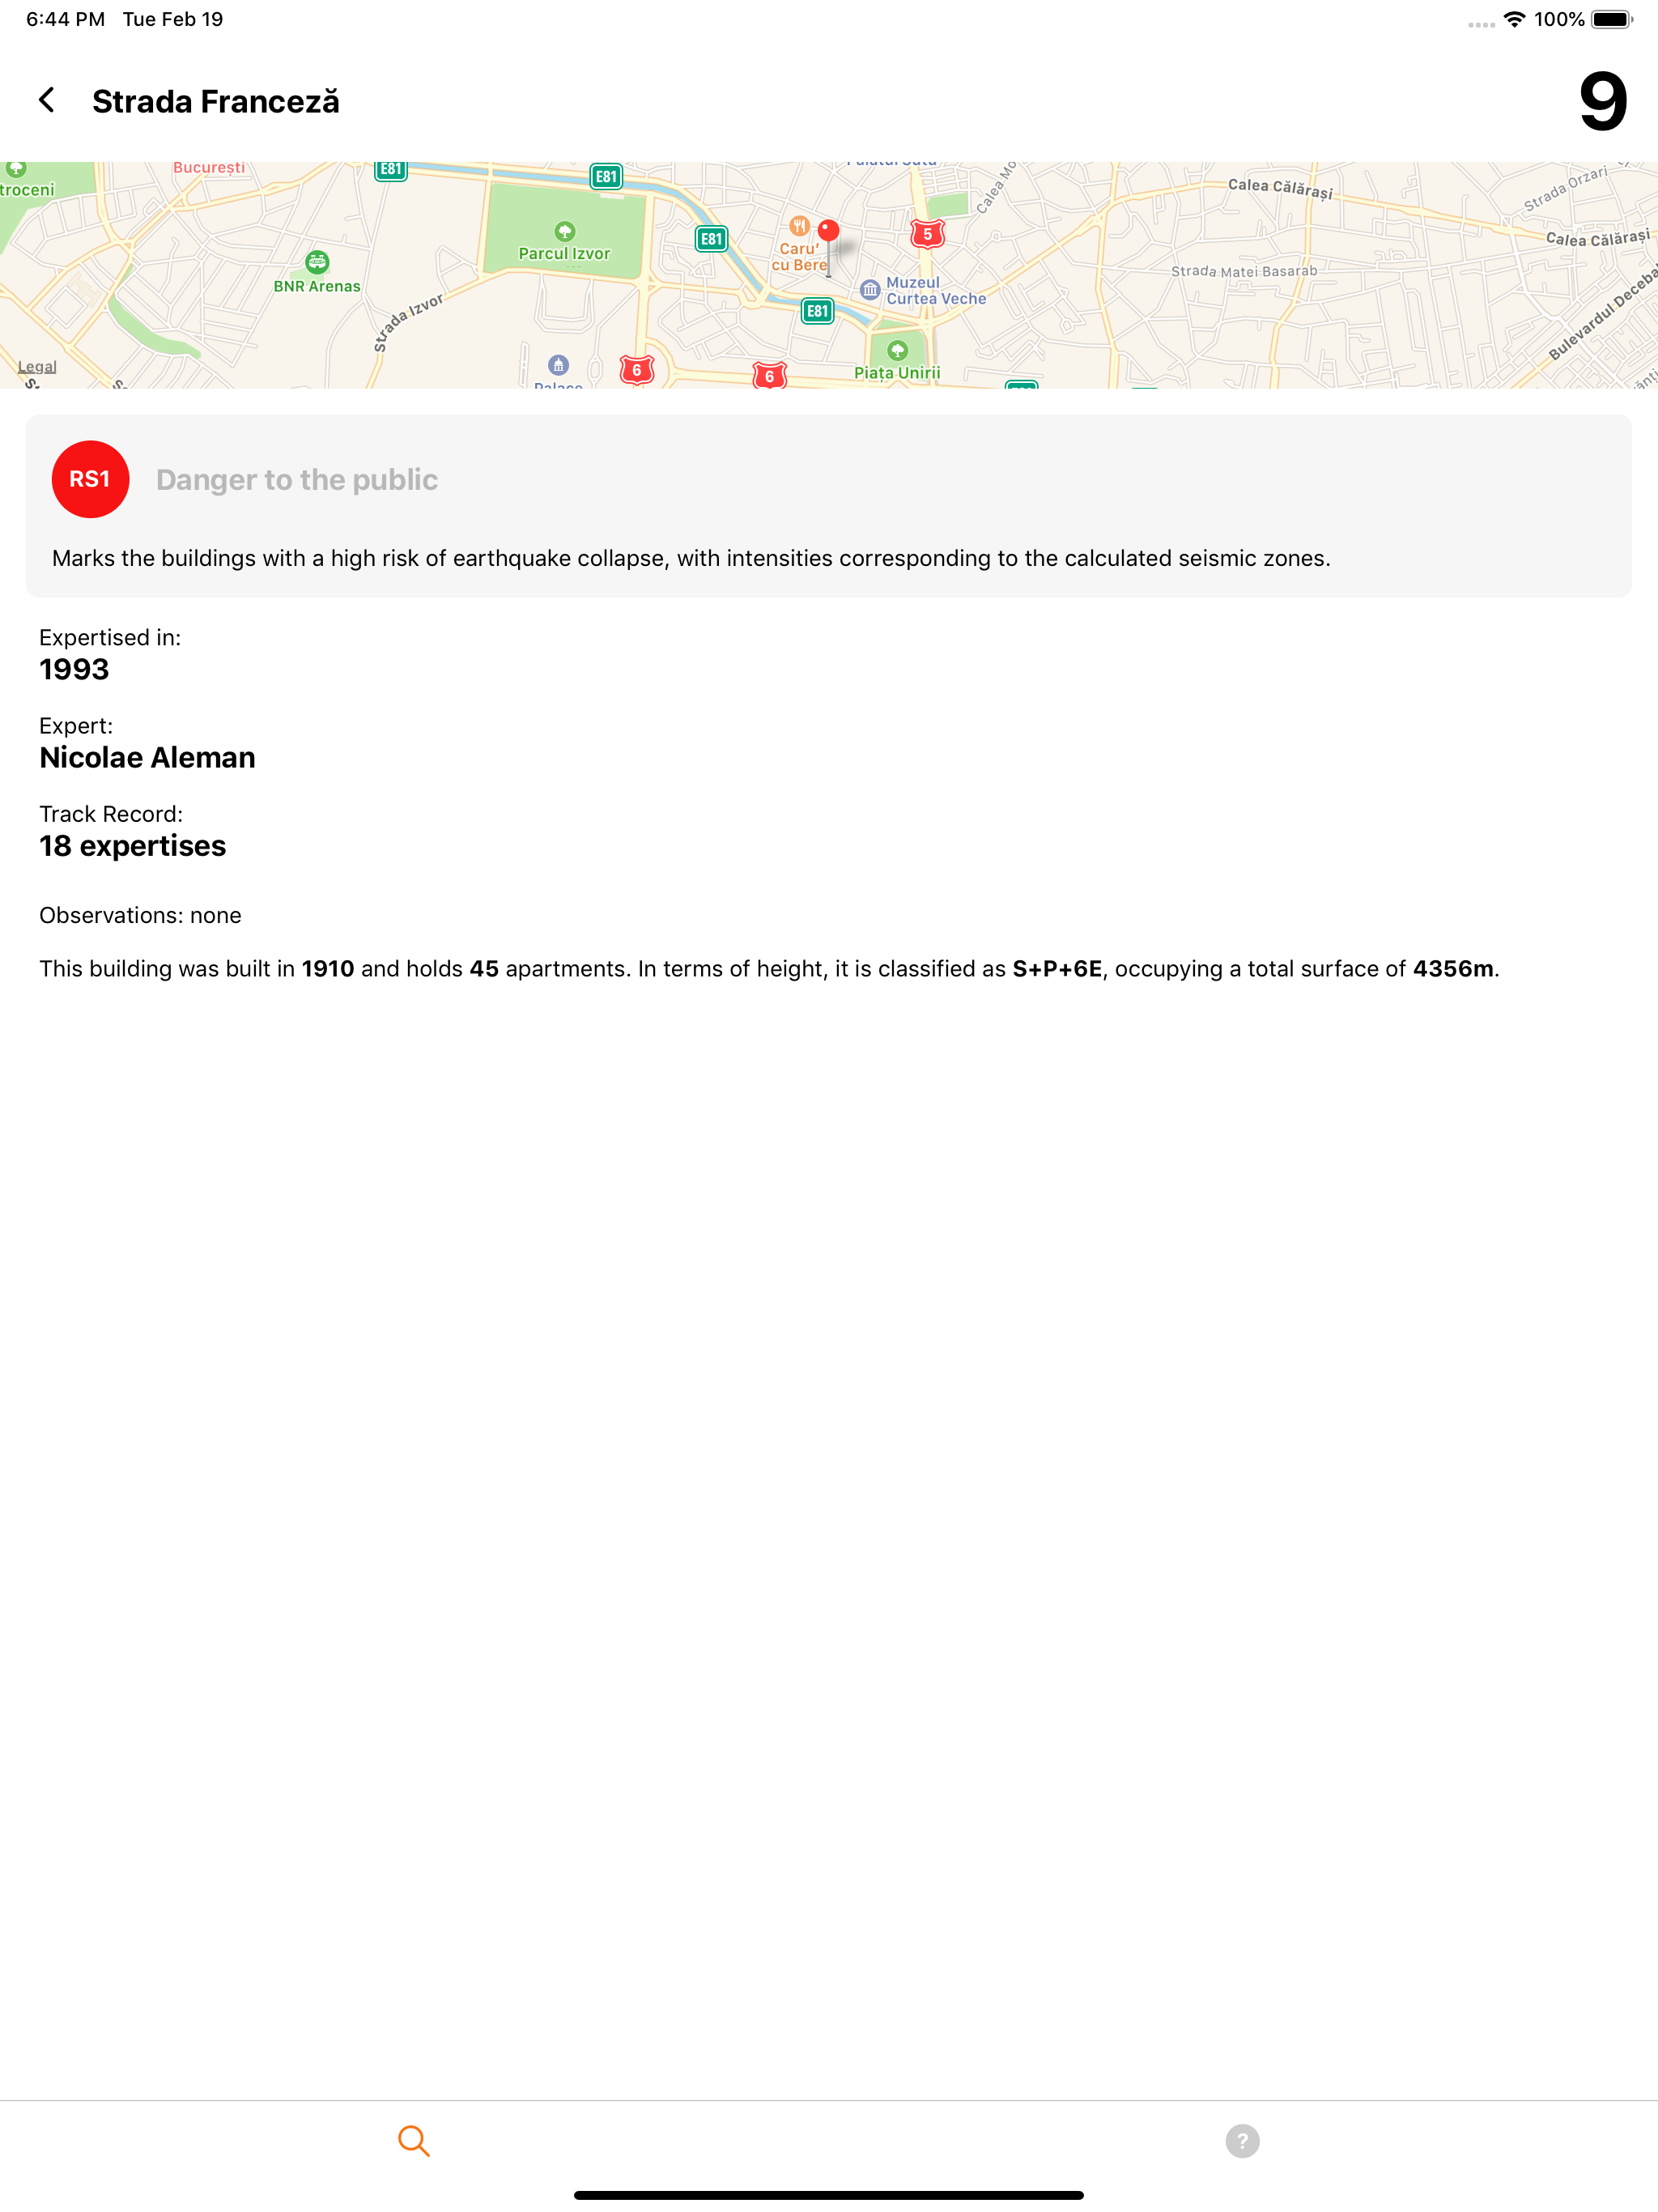 6:44 PM Tue Feb 19
100%
Strada Franceză
9
București
E81
E81
Calea Călărași
Strada Orzari
troceni
Parcul Izvor
E81
Caru'
cu Bere
5
Calea Călărași
BNR Arenas
Strada Izvor
Muzeul
Curtea Veche
Strada Matei Basarab
E81
Legal
6
6
Piața Unirii
RS1
Danger to the public
Marks the buildings with a high risk of earthquake collapse, with intensities corresponding to the calculated seismic zones.
Expertised in:
1993
Expert:
Nicolae Aleman
Track Record:
18 expertises
Observations: none
This building was built in 1910 and holds 45 apartments. In terms of height, it is classified as S+P+6E, occupying a total surface of 4356m.
?